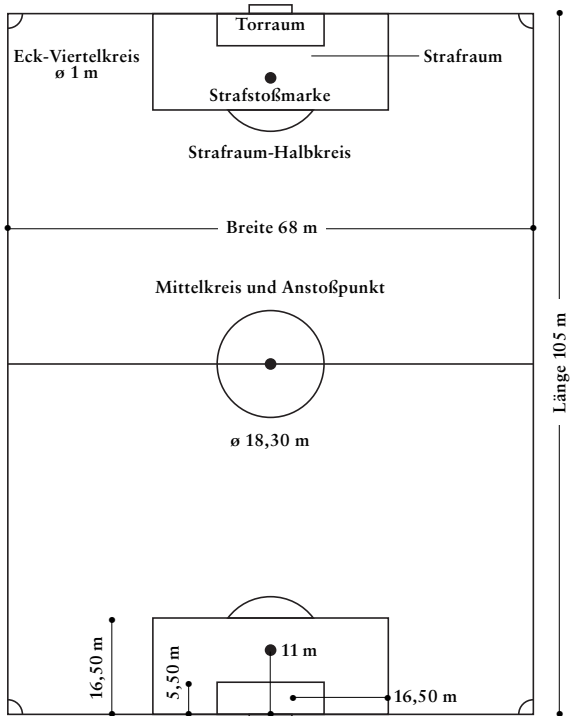 Torraum
Eck-Viertelkreis
ø 1 m
Strafraum
Strafstoßmarke
Strafraum-Halbkreis
Breite 68 m
Mittelkreis und Anstoßpunkt
Länge 105 m
ø 18,30 m
16,50 m
5,50 m
11 m
16,50 m